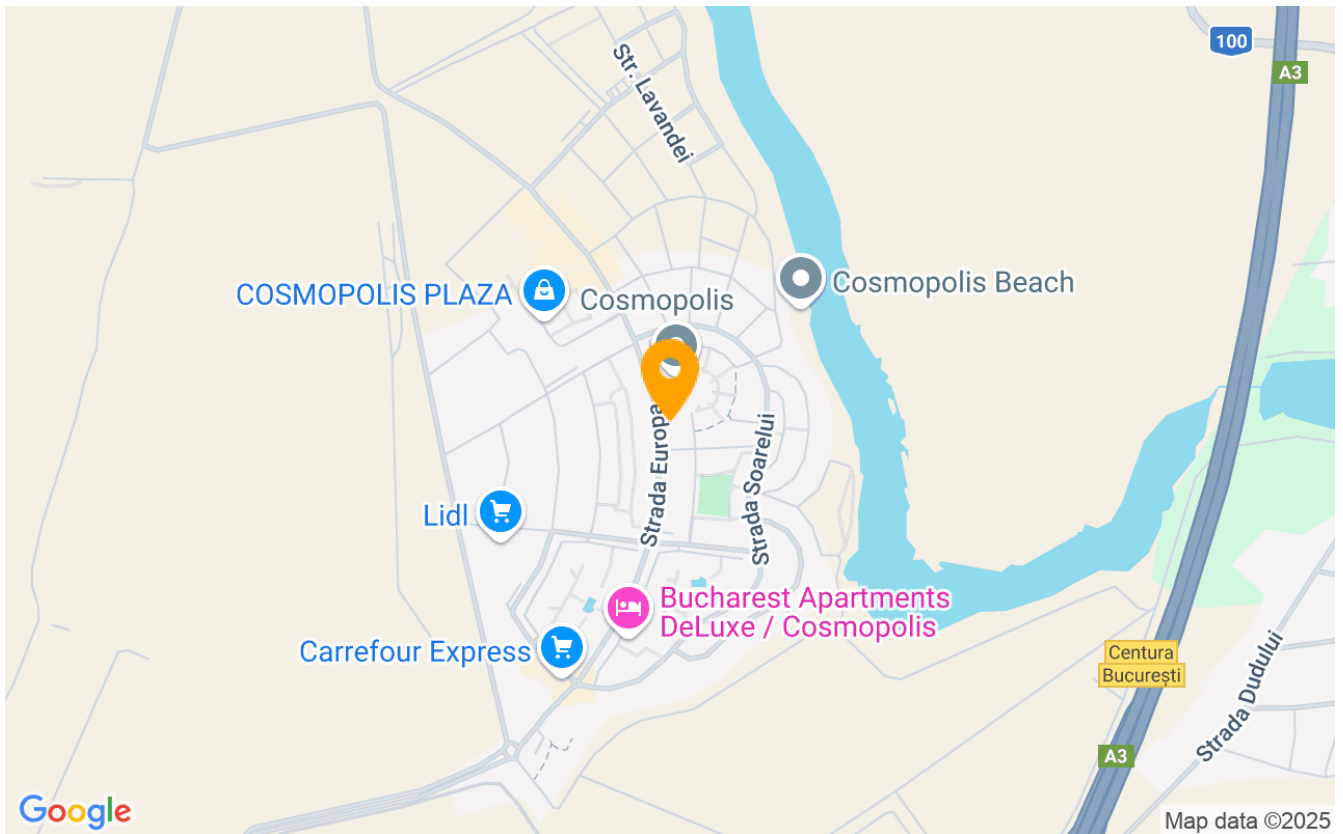 100
A3
Str. Lavandei
COSMOPOLIS PLAZA
Cosmopolis
Cosmopolis Beach
Strada Europa
Strada Soarelui
Lidl
Bucharest Apartments
DeLuxe / Cosmopolis
Carrefour Express
Centura
București
Strada Dudului
A3
Google
Map data ©2025